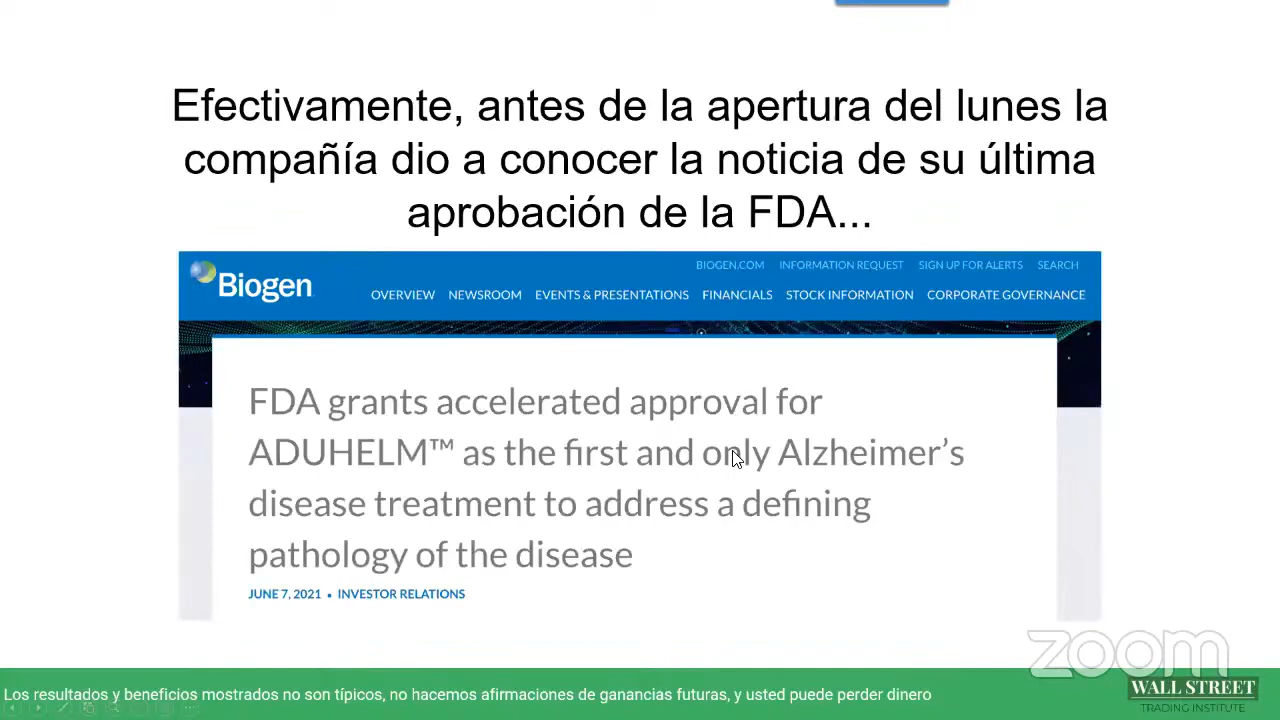 Efectivamente, antes de la apertura del lunes la
compañía dio a conocer la noticia de su última
aprobación de la FDA...
BIOGEN.COM INFORMATION REQUEST SIGN UP FOR ALERTS SEARCH
Biogen
OVERVIEW NEWSROOM EVENTS & PRESENTATIONS FINANCIALS STOCK INFORMATION CORPORATE GOVERNANCE
FDA grants accelerated approval for
ADUHELM™ as the first and only Alzheimer’s
disease treatment to address a defining
pathology of the disease
JUNE 7, 2021 • INVESTOR RELATIONS
zoom
Los resultados y beneficios mostrados no son típicos, no hacemos afirmaciones de ganancias futuras, y usted puede perder dinero
WALL STREET
TRADING INSTITUTE